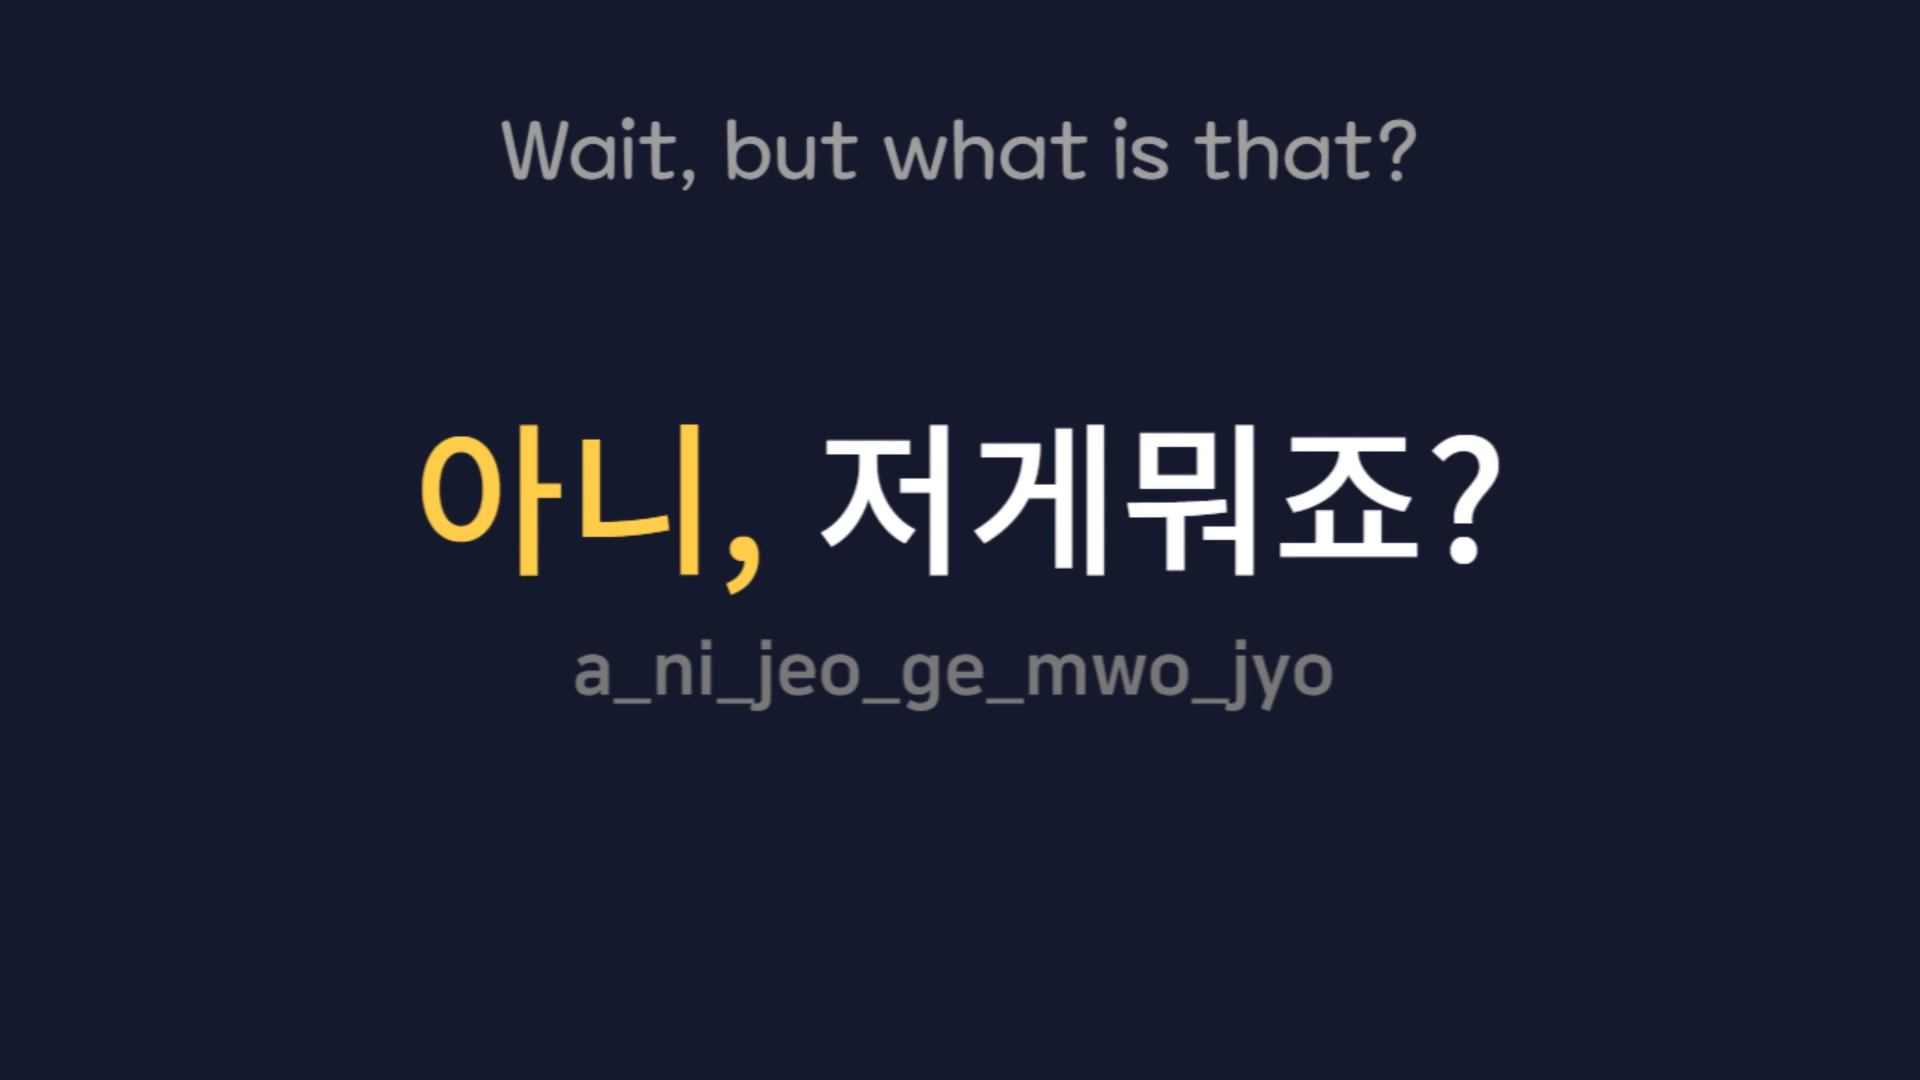 Wait, but what is that?
아니, 저게뭐죠?
a_ni_jeo_ge_mwo_jyo